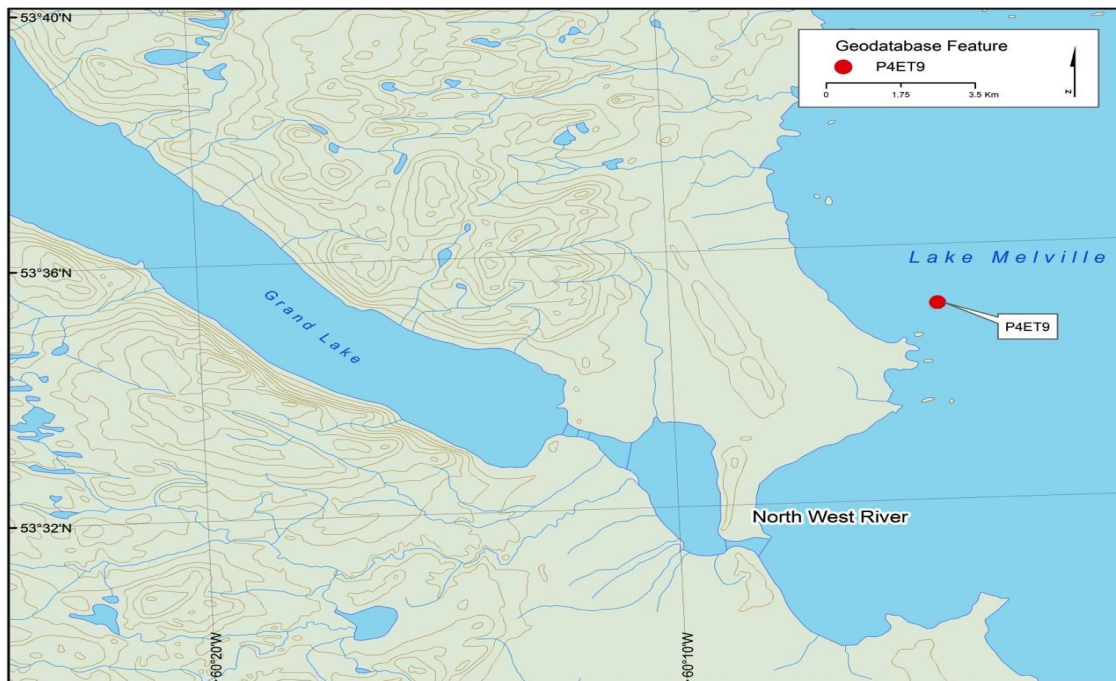 53°40'N
Geodatabase Feature
P4ET9
N
0 1.75 3.5 Km
Lake Melville
53°36'N
Grand Lake
P4ET9
North West River
53°32'N
60°20'W
60°10'W